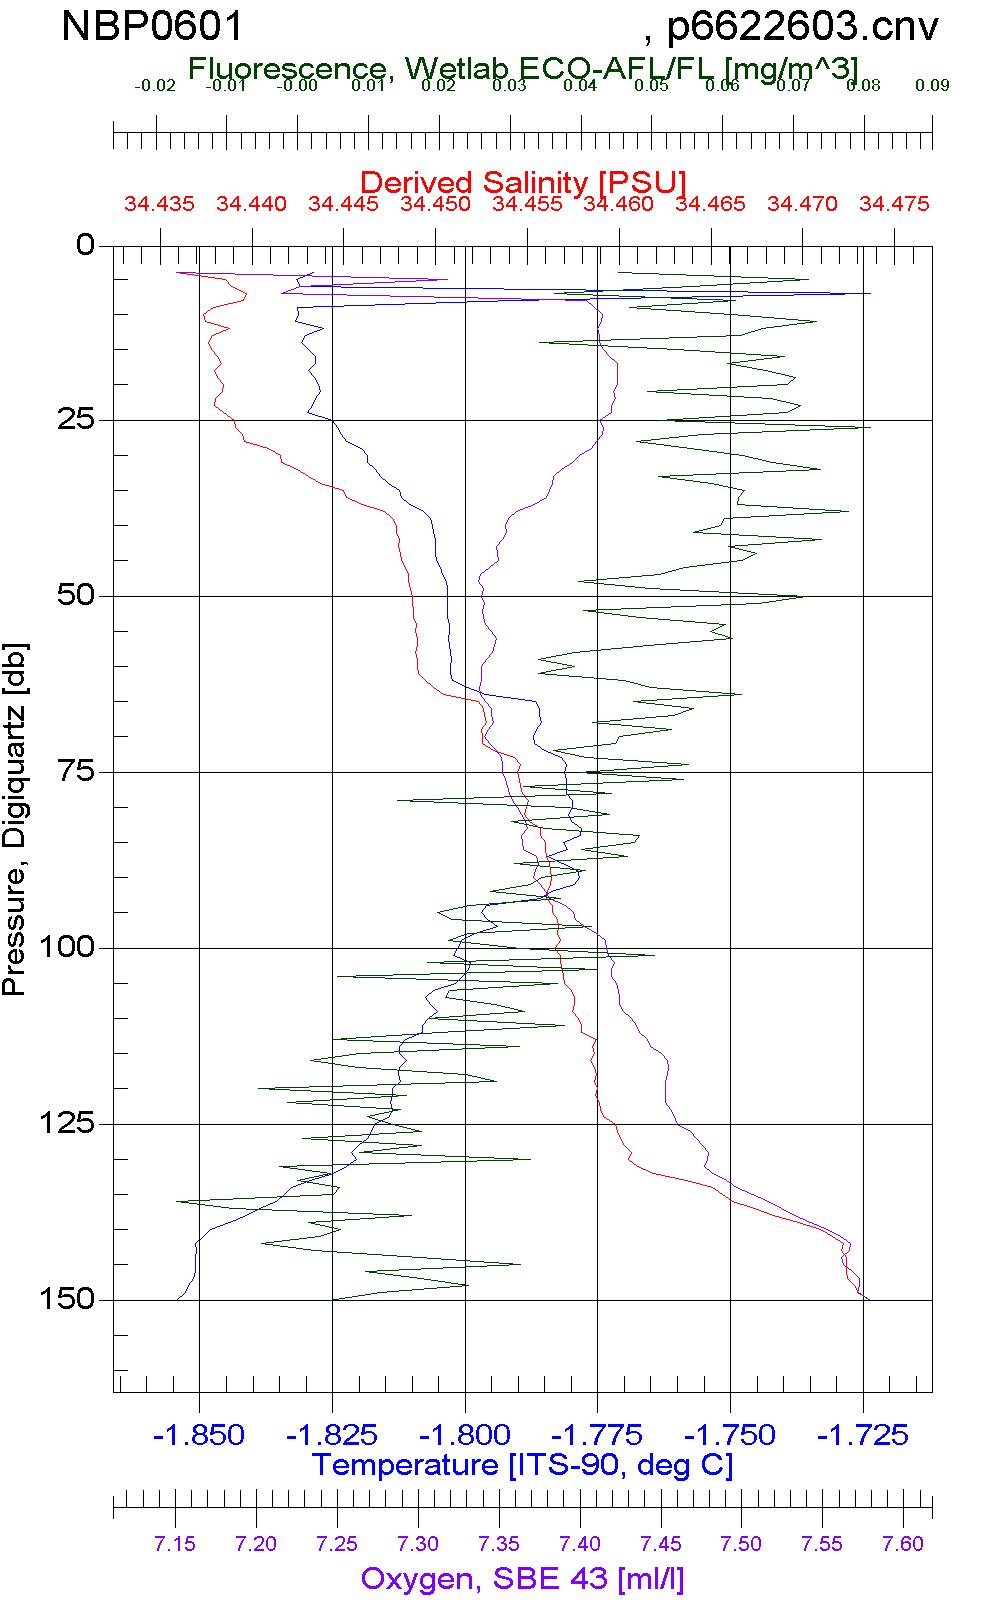 NBP0601 , p6622603.cnv
Fluorescence, Wetlab ECO-AFL/FL [mg/m^3]
-0.02 -0.01 -0.00 0.01 0.02 0.03 0.04 0.05 0.06 0.07 0.08 0.09
Derived Salinity [PSU]
34.435 34.440 34.445 34.450 34.455 34.460 34.465 34.470 34.475
0
25
50
75
100
125
150
Pressure, Digiquartz [db]
-1.850 -1.825 -1.800 -1.775 -1.750 -1.725
Temperature [ITS-90, deg C]
7.15 7.20 7.25 7.30 7.35 7.40 7.45 7.50 7.55 7.60
Oxygen, SBE 43 [ml/l]